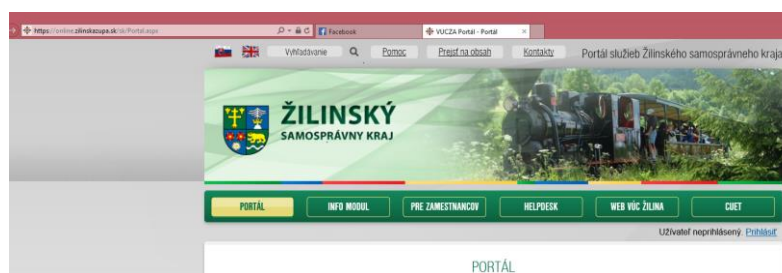 https://online.zilinskazupa.sk/sk/Portal.aspx
Facebook
VUCZA Portál - Portál
Vyhľadávanie Pomoc Prejsť na obsah Kontakty Portál služieb Žilinského samosprávneho kraja
ŽILINSKÝ
SAMOSPRÁVNY KRAJ
PORTÁL INFO MODUL PRE ZAMESTNANCOV HELPDESK WEB VÚC ŽILINA CUET
Užívateľ neprihlásený. Prihlásiť
PORTÁL